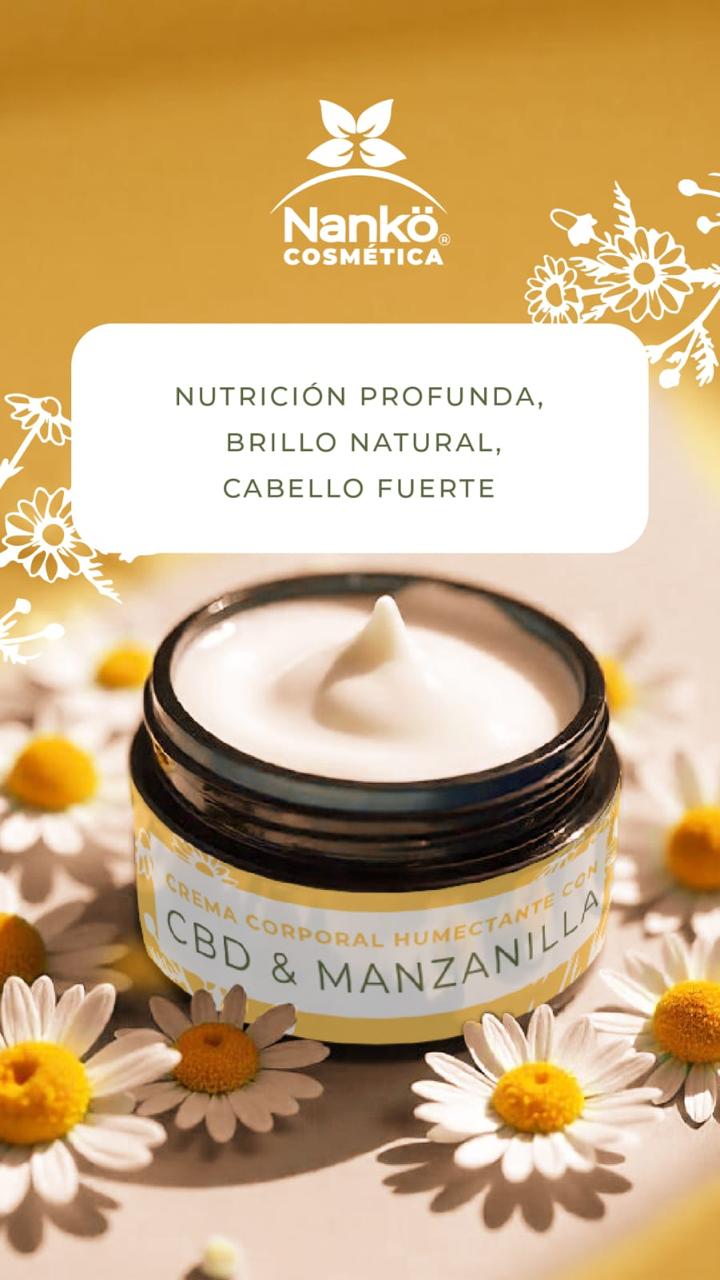 Nankö®
COSMÉTICA
NUTRICIÓN PROFUNDA,
BRILLO NATURAL,
CABELLO FUERTE
CREMA CORPORAL HUMECTANTE CON
CBD & MANZANILLA